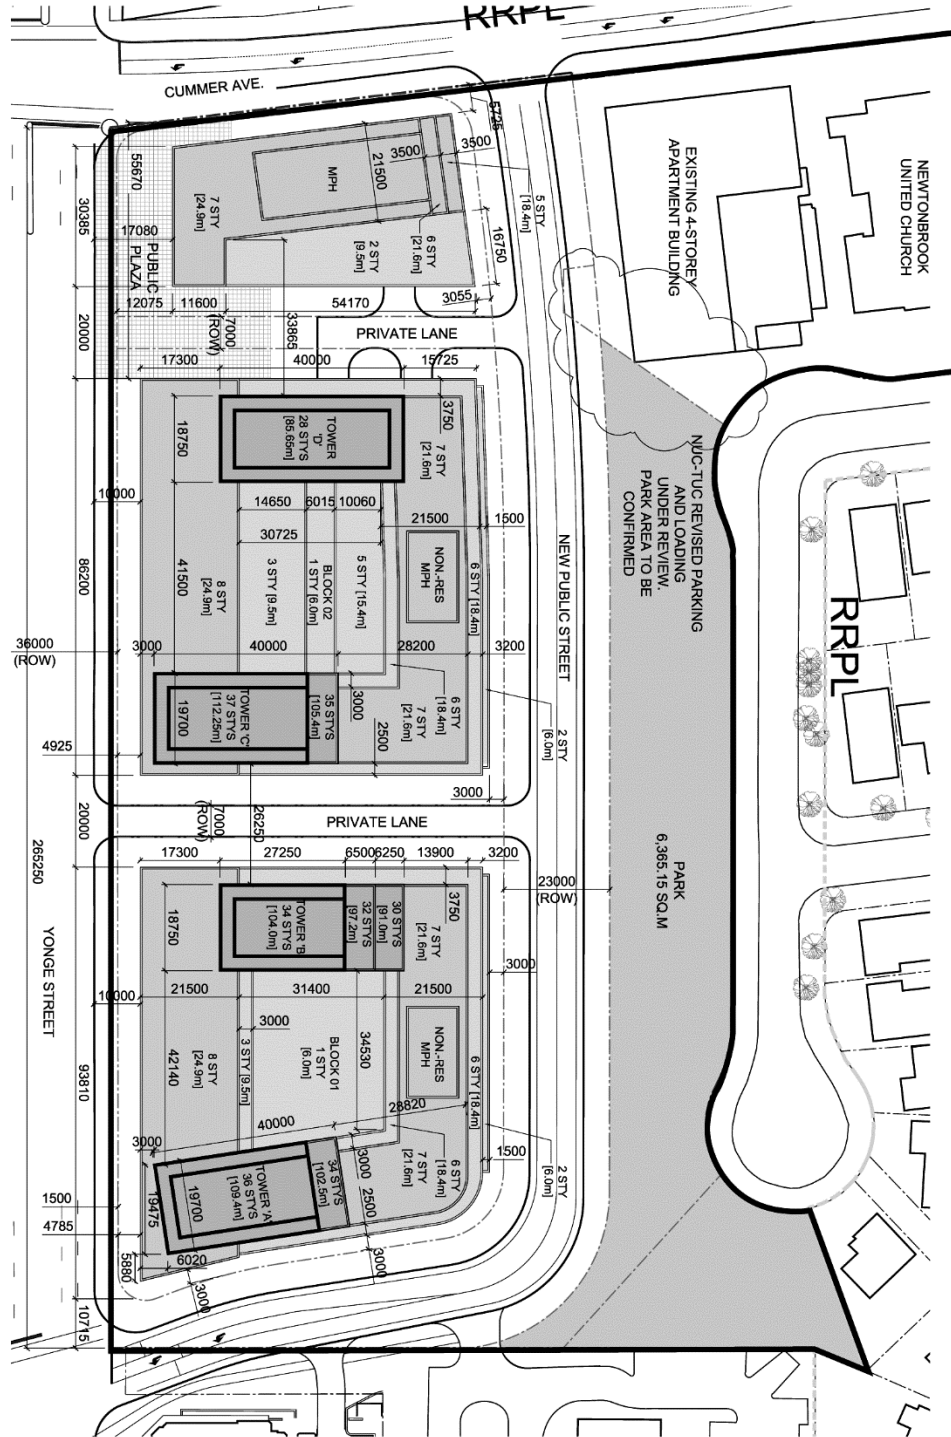 RRPL
CUMMER AVE.
5725
55670
30385
17080
PUBLIC
PLAZA
7 STY
[24.9m]
MPH
3500
3500
21500
5 STY
[18.4m]
6 STY
[21.6m]
2 STY
[9.5m]
16750
3055
EXISTING 4-STOREY
APARTMENT BUILDING
NEWTONBROOK
UNITED CHURCH
12075
11600
54170
20000
7000
(ROW)
33865
PRIVATE LANE
17300
40000
15725
18750
TOWER
'D'
28 STYS
[85.65m]
3750
7 STY
[21.6m]
10000
14650
6015
10060
21500
1500
30725
NON.-RES
MPH
86200
41500
8 STY
[24.9m]
3 STY [9.5m]
BLOCK 02
1 STY [6.0m]
5 STY [15.4m]
6 STY [18.4m]
NEW PUBLIC STREET
NUC-TUC REVISED PARKING
AND LOADING
UNDER REVIEW.
PARK AREA TO BE
CONFIRMED
RRPL
36000
(ROW)
3000
40000
28200
3200
19700
TOWER 'C'
37 STYS
[112.25m]
35 STYS
[105.4m]
3000
2500
6 STY
[18.4m]
7 STY
[21.6m]
2 STY
[6.0m]
4925
3000
20000
7000
(ROW)
26250
PRIVATE LANE
265250
PARK
6,365.15 SQ.M
17300
27250
6500
6250
13900
3200
23000
(ROW)
18750
TOWER 'B'
34 STYS
[104.0m]
32 STYS
[97.2m]
30 STYS
[91.0m]
3750
7 STY
[21.6m]
3000
YONGE STREET
10000
21500
31400
21500
3000
93810
42140
8 STY
[24.9m]
3 STY [9.5m]
BLOCK 01
1 STY
[6.0m]
34530
NON.-RES
MPH
6 STY [18.4m]
28820
40000
3000
3000
1500
19475
19700
TOWER 'A'
36 STYS
[109.4m]
34 STYS
[102.5m]
2500
7 STY
[21.6m]
6 STY
[18.4m]
2 STY
[6.0m]
1500
4785
5880
6020
3000
3000
10715